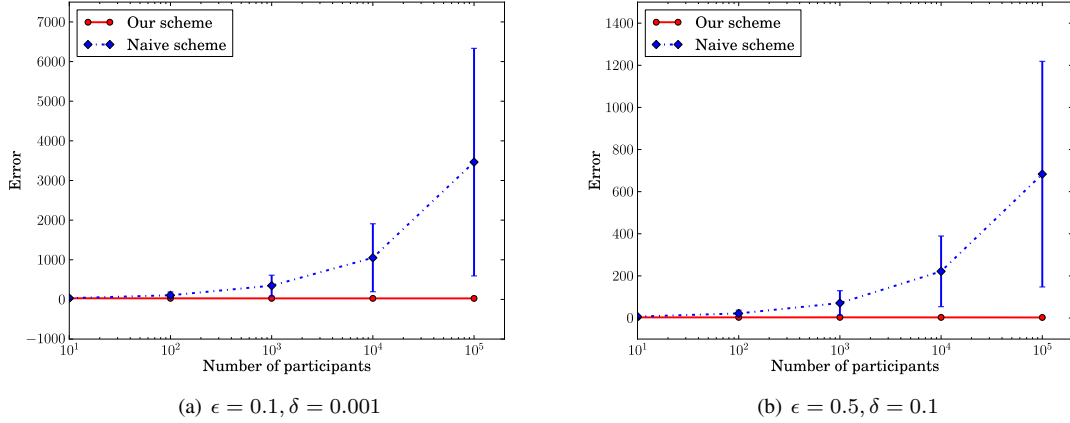 Our scheme
Naive scheme
7000
6000
5000
4000
3000
2000
1000
0
−1000
Error
10^1 10^2 10^3 10^4 10^5
Number of participants
(a) ϵ = 0.1, δ = 0.001
Our scheme
Naive scheme
1400
1200
1000
800
600
400
200
0
Error
10^1 10^2 10^3 10^4 10^5
Number of participants
(b) ϵ = 0.5, δ = 0.1